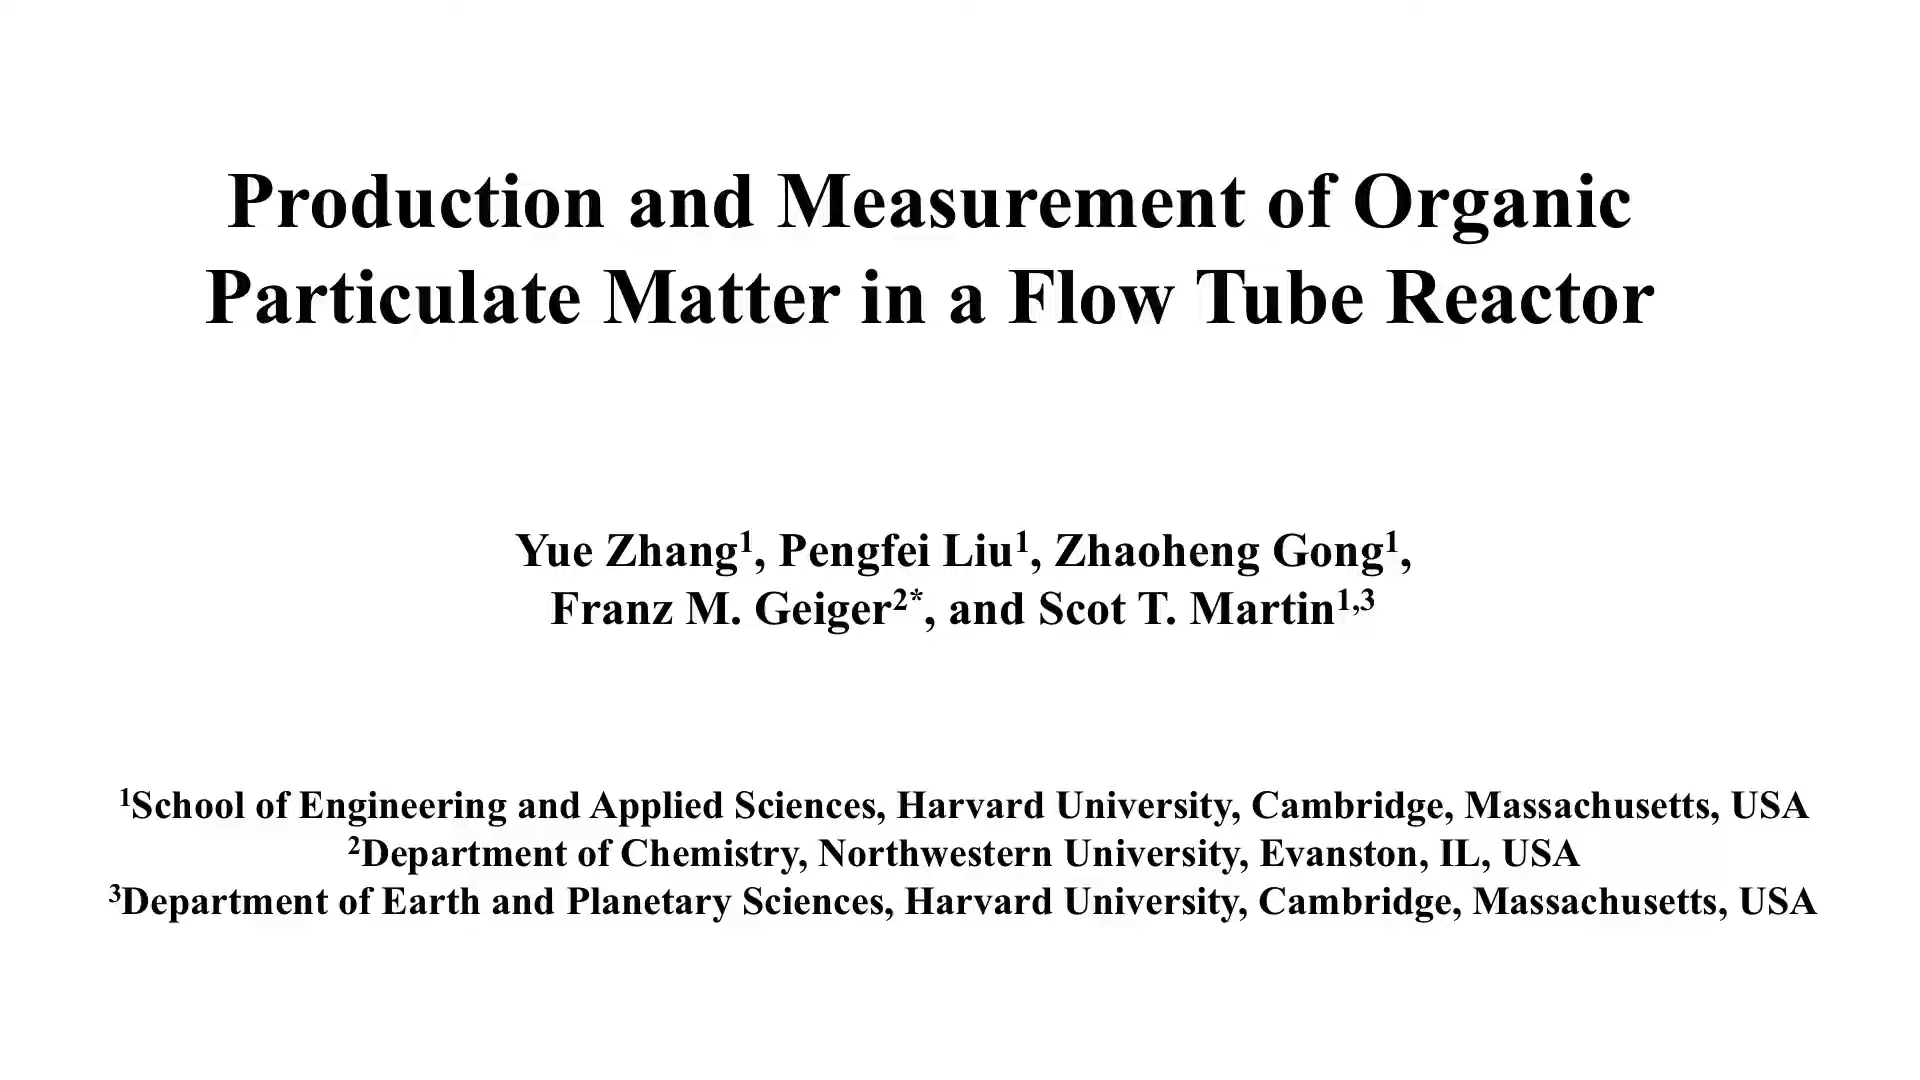 Production and Measurement of Organic
Particulate Matter in a Flow Tube Reactor
Yue Zhang¹, Pengfei Liu¹, Zhaoheng Gong¹,
Franz M. Geiger²*, and Scot T. Martin¹,³
¹School of Engineering and Applied Sciences, Harvard University, Cambridge, Massachusetts, USA
²Department of Chemistry, Northwestern University, Evanston, IL, USA
³Department of Earth and Planetary Sciences, Harvard University, Cambridge, Massachusetts, USA